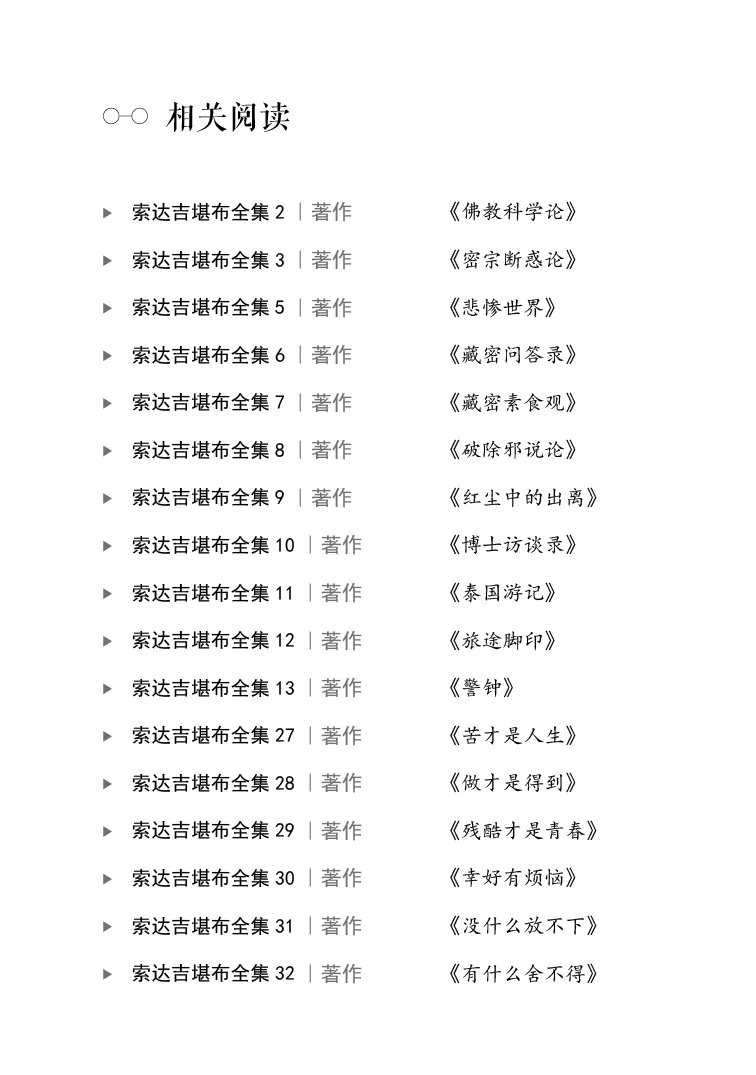 相关阅读
索达吉堪布全集 2｜著作 《佛教科学论》
索达吉堪布全集 3｜著作 《密宗断惑论》
索达吉堪布全集 5｜著作 《悲惨世界》
索达吉堪布全集 6｜著作 《藏密问答录》
索达吉堪布全集 7｜著作 《藏密素食观》
索达吉堪布全集 8｜著作 《破除邪说论》
索达吉堪布全集 9｜著作 《红尘中的出离》
索达吉堪布全集 10｜著作 《博士访谈录》
索达吉堪布全集 11｜著作 《泰国游记》
索达吉堪布全集 12｜著作 《旅途脚印》
索达吉堪布全集 13｜著作 《警钟》
索达吉堪布全集 27｜著作 《苦才是人生》
索达吉堪布全集 28｜著作 《做才是得到》
索达吉堪布全集 29｜著作 《残酷才是青春》
索达吉堪布全集 30｜著作 《幸好有烦恼》
索达吉堪布全集 31｜著作 《没什么放不下》
索达吉堪布全集 32｜著作 《有什么舍不得》